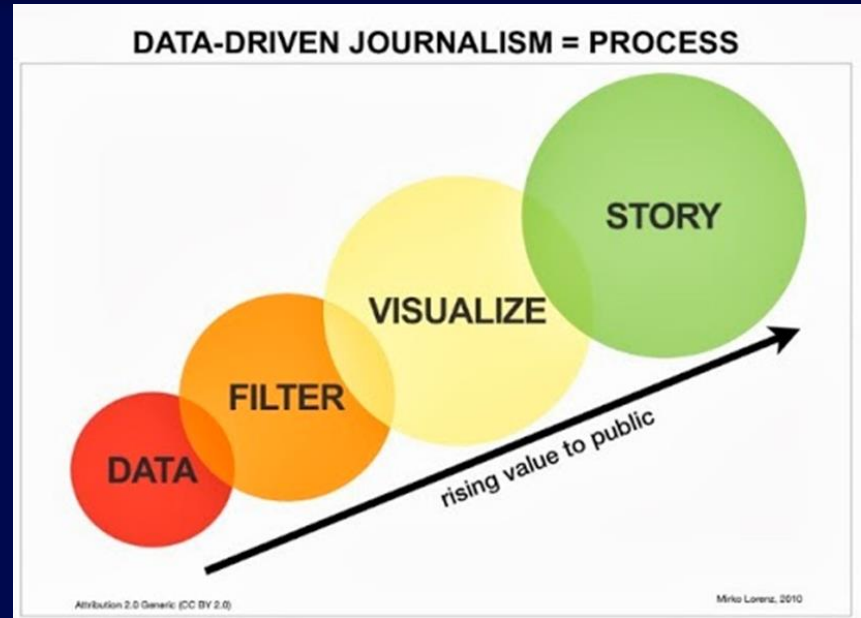 DATA-DRIVEN JOURNALISM = PROCESS
STORY
VISUALIZE
FILTER
DATA
rising value to public
Attribution 2.0 Generic (CC BY 2.0)
Mirko Lorenz, 2010